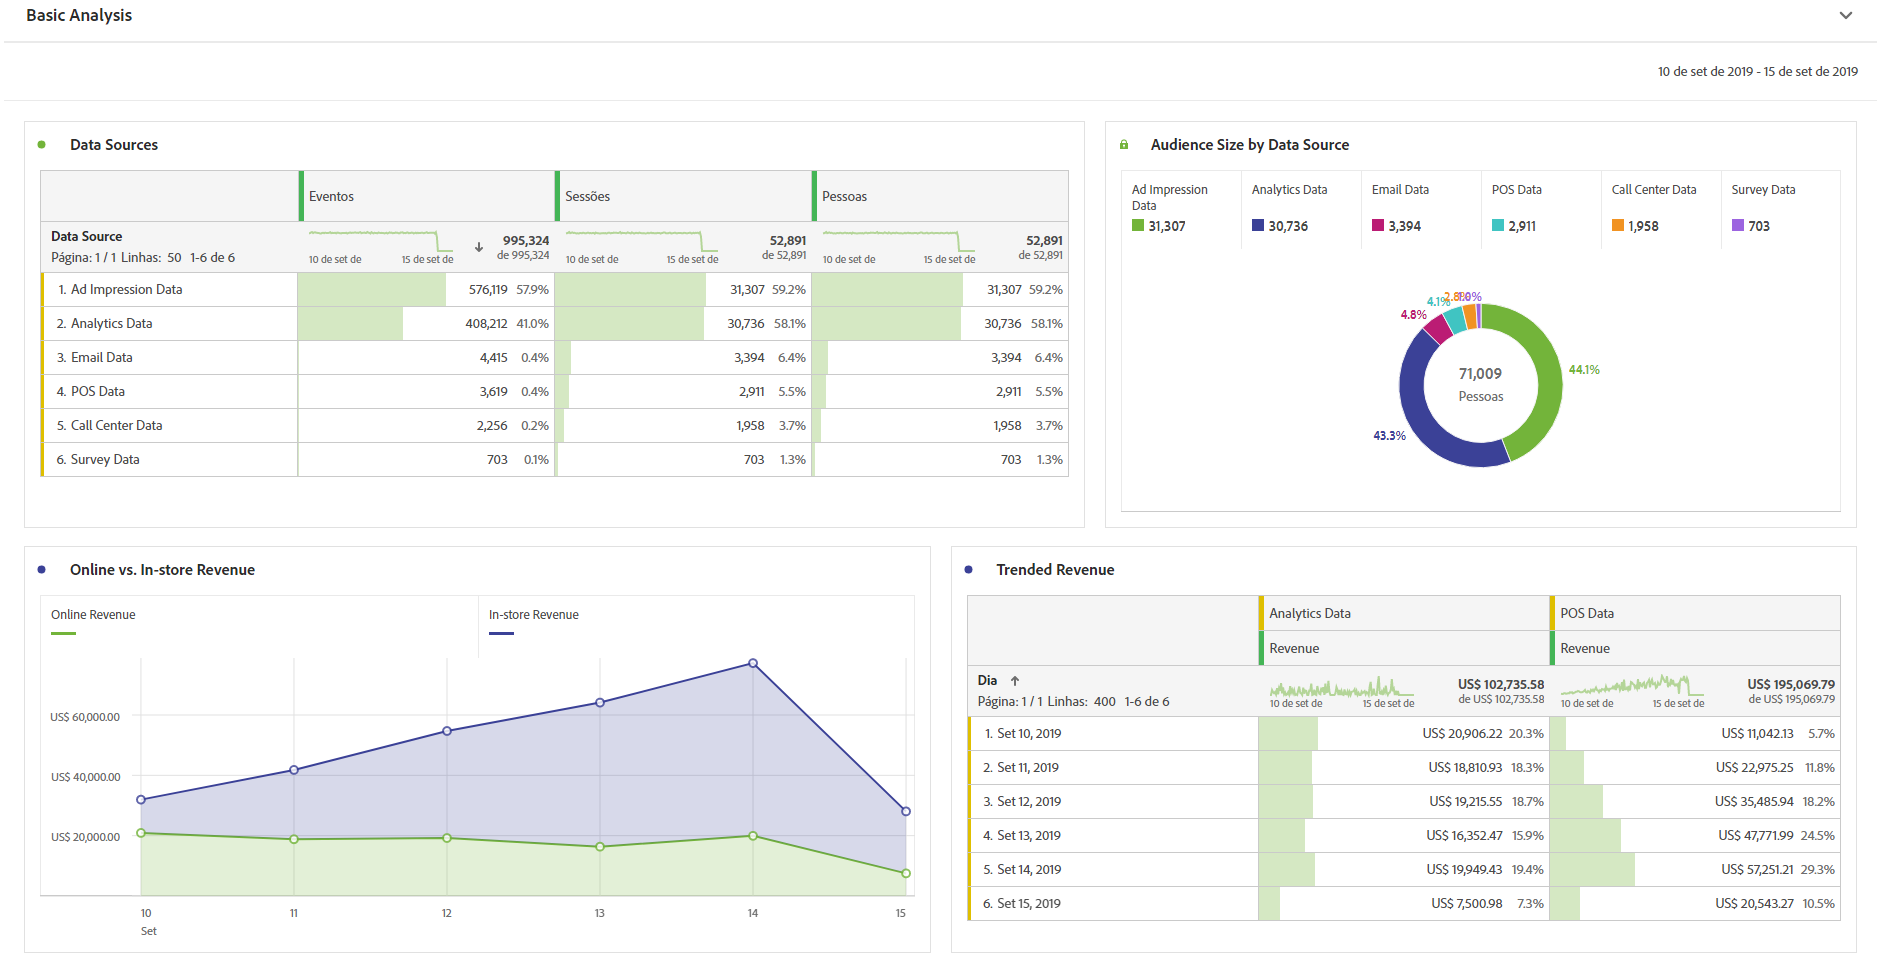 Basic Analysis
10 de set de 2019 - 15 de set de 2019
Data Sources
Eventos Sessões Pessoas
Data Source
Página: 1 / 1 Linhas: 50 1-6 de 6
10 de set de 15 de set de 995,324 de 995,324
10 de set de 15 de set de 52,891 de 52,891
10 de set de 15 de set de 52,891 de 52,891
1. Ad Impression Data 576,119 57.9% 31,307 59.2% 31,307 59.2%
2. Analytics Data 408,212 41.0% 30,736 58.1% 30,736 58.1%
3. Email Data 4,415 0.4% 3,394 6.4% 3,394 6.4%
4. POS Data 3,619 0.4% 2,911 5.5% 2,911 5.5%
5. Call Center Data 2,256 0.2% 1,958 3.7% 1,958 3.7%
6. Survey Data 703 0.1% 703 1.3% 703 1.3%
Audience Size by Data Source
Ad Impression Data 31,307
Analytics Data 30,736
Email Data 3,394
POS Data 2,911
Call Center Data 1,958
Survey Data 703
4.1% 2.8% 1.0%
4.8%
44.1%
71,009
Pessoas
43.3%
Online vs. In-store Revenue
Online Revenue In-store Revenue
US$ 60,000.00
US$ 40,000.00
US$ 20,000.00
10 11 12 13 14 15
Set
Trended Revenue
Analytics Data POS Data
Revenue Revenue
Dia
Página: 1 / 1 Linhas: 400 1-6 de 6
10 de set de 15 de set de US$ 102,735.58 de US$ 102,735.58
10 de set de 15 de set de US$ 195,069.79 de US$ 195,069.79
1. Set 10, 2019 US$ 20,906.22 20.3% US$ 11,042.13 5.7%
2. Set 11, 2019 US$ 18,810.93 18.3% US$ 22,975.25 11.8%
3. Set 12, 2019 US$ 19,215.55 18.7% US$ 35,485.94 18.2%
4. Set 13, 2019 US$ 16,352.47 15.9% US$ 47,771.99 24.5%
5. Set 14, 2019 US$ 19,949.43 19.4% US$ 57,251.21 29.3%
6. Set 15, 2019 US$ 7,500.98 7.3% US$ 20,543.27 10.5%